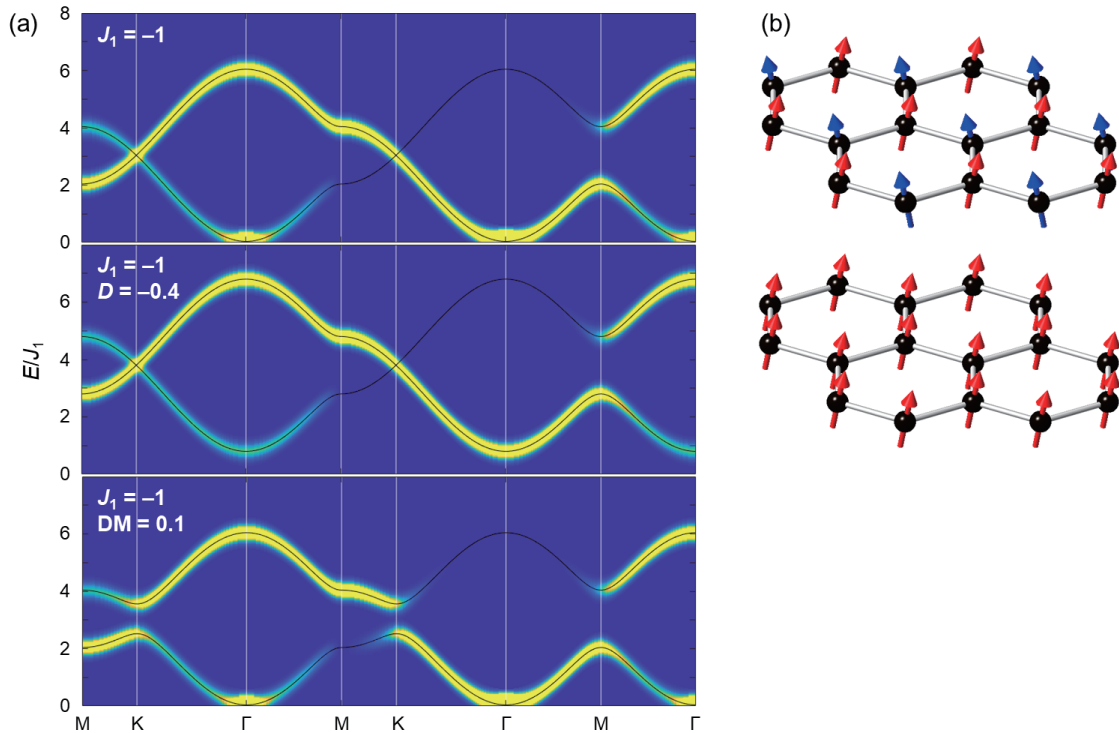 (a)
(b)
8
J₁ = –1
6
4
2
0
J₁ = –1
D = –0.4
6
4
2
0
E/J₁
J₁ = –1
DM = 0.1
6
4
2
0
M K Γ M K Γ M Γ